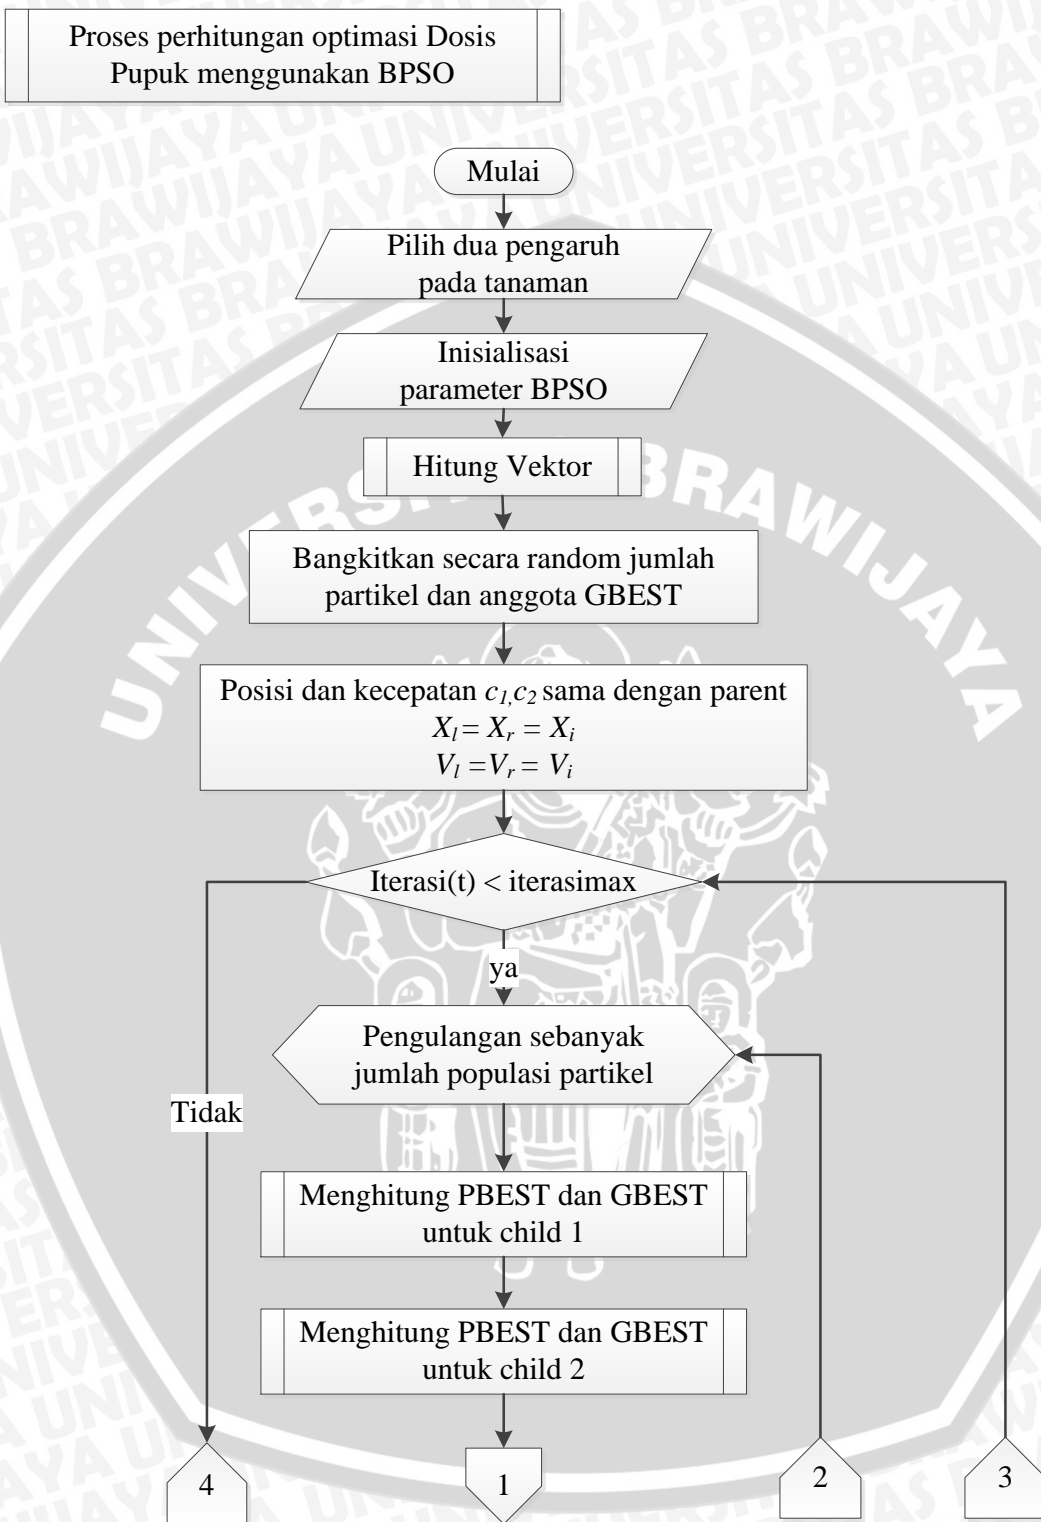 Proses perhitungan optimasi Dosis
Pupuk menggunakan BPSO
Mulai
Pilih dua pengaruh
pada tanaman
Inisialisasi
parameter BPSO
Hitung Vektor
Bangkitkan secara random jumlah
partikel dan anggota GBEST
Posisi dan kecepatan c1,c2 sama dengan parent
Xl = Xr = Xi
Vl =Vr = Vi
Iterasi(t) < iterasimax
ya
Pengulangan sebanyak
jumlah populasi partikel
Tidak
Menghitung PBEST dan GBEST
untuk child 1
Menghitung PBEST dan GBEST
untuk child 2
4
1
2
3
UNIVERSITAS BRAWIJAYA